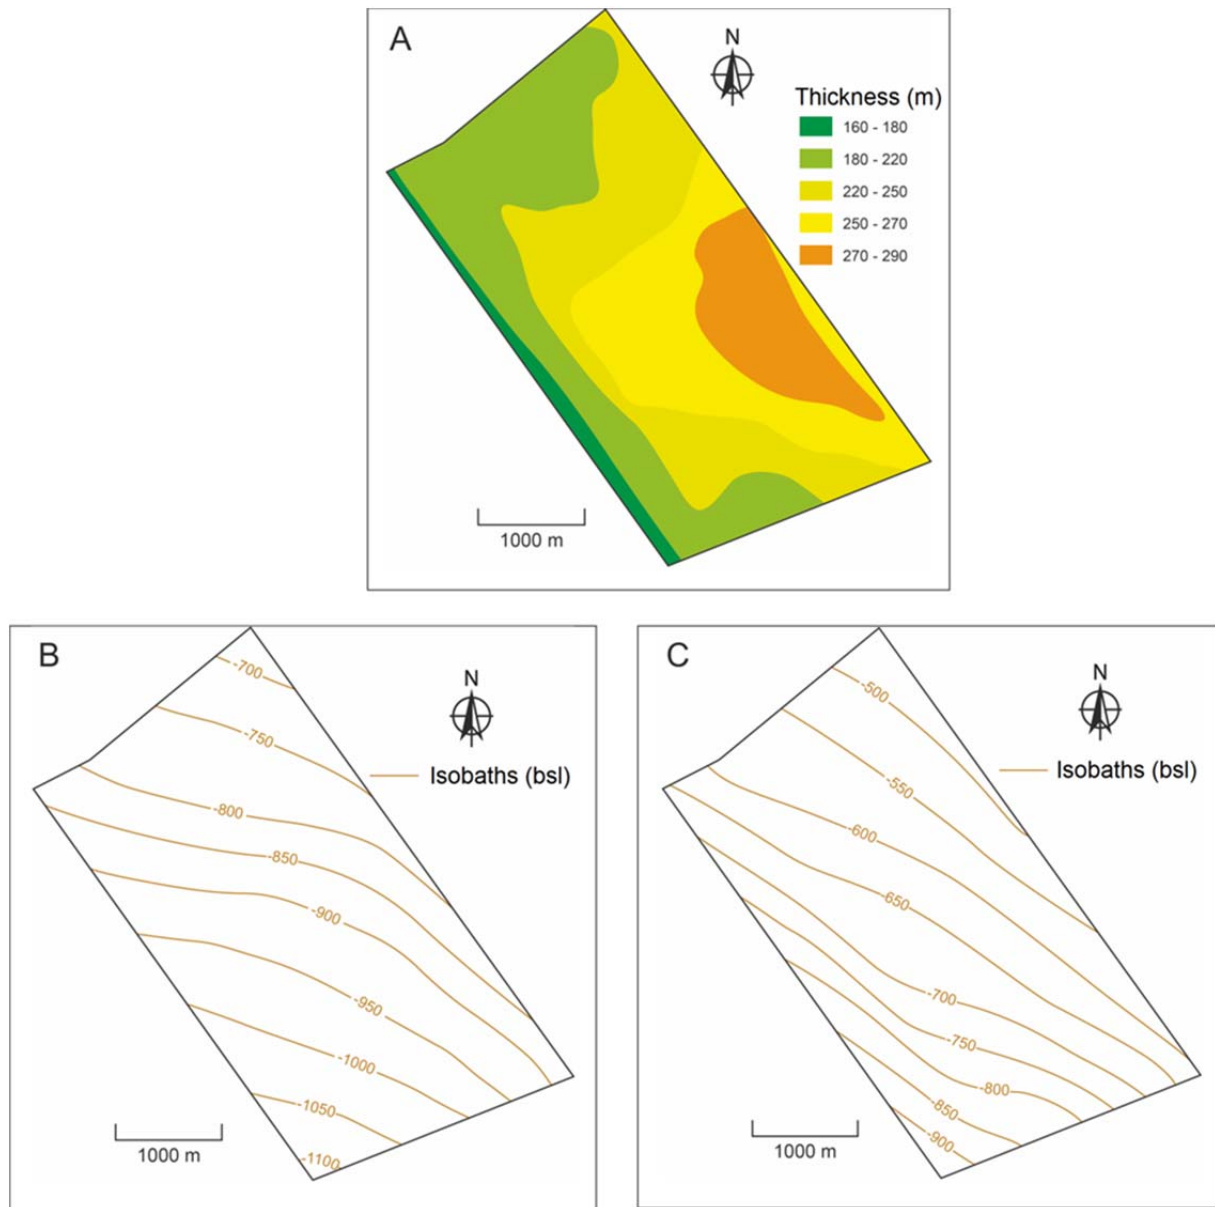 A
N
Thickness (m)
160 - 180
180 - 220
220 - 250
250 - 270
270 - 290
1000 m
B
N
Isobaths (bsl)
-700
-750
-800
-850
-900
-950
-1000
-1050
-1100
1000 m
C
N
Isobaths (bsl)
-500
-550
-600
-650
-700
-750
-800
-850
-900
1000 m